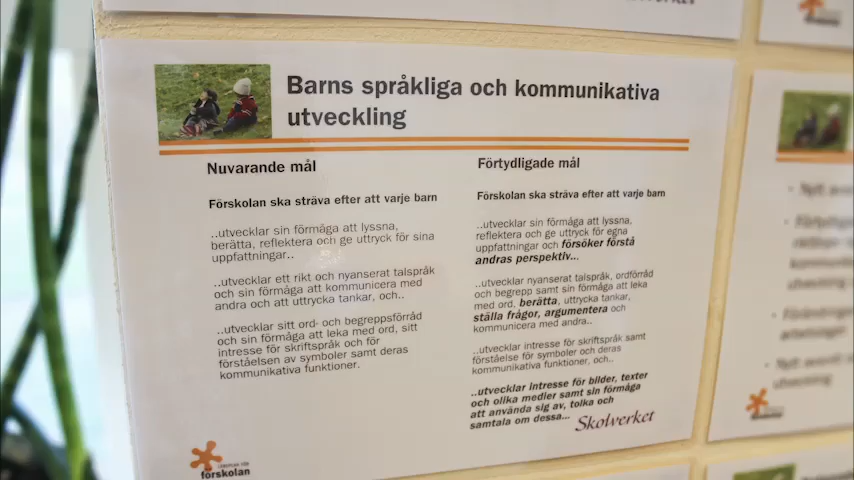 Barns språkliga och kommunikativa
utveckling
Nuvarande mål
Förskolan ska sträva efter att varje barn
..utvecklar sin förmåga att lyssna,
berätta, reflektera och ge uttryck för sina
uppfattningar..
..utvecklar ett rikt och nyanserat talspråk
och sin förmåga att kommunicera med
andra och att uttrycka tankar, och..
..utvecklar sitt ord- och begreppsförråd
och sin förmåga att leka med ord, sitt
intresse för skriftspråk och för
förståelsen av symboler samt deras
kommunikativa funktioner.
Förtydligade mål
Förskolan ska sträva efter att varje barn
..utvecklar sin förmåga att lyssna,
reflektera och ge uttryck för egna
uppfattningar och försöker förstå
andras perspektiv...
..utvecklar nyanserat talspråk, ordförråd
och begrepp samt sin förmåga att leka
med ord, berätta, uttrycka tankar,
ställa frågor, argumentera och
kommunicera med andra..
..utvecklar intresse för skriftspråk samt
förståelse för symboler och deras
kommunikativa funktioner, och..
..utvecklar intresse för bilder, texter
och olika medier samt sin förmåga
att använda sig av, tolka och
samtala om dessa...
Skolverket
förskolan
Nytt
utveckling